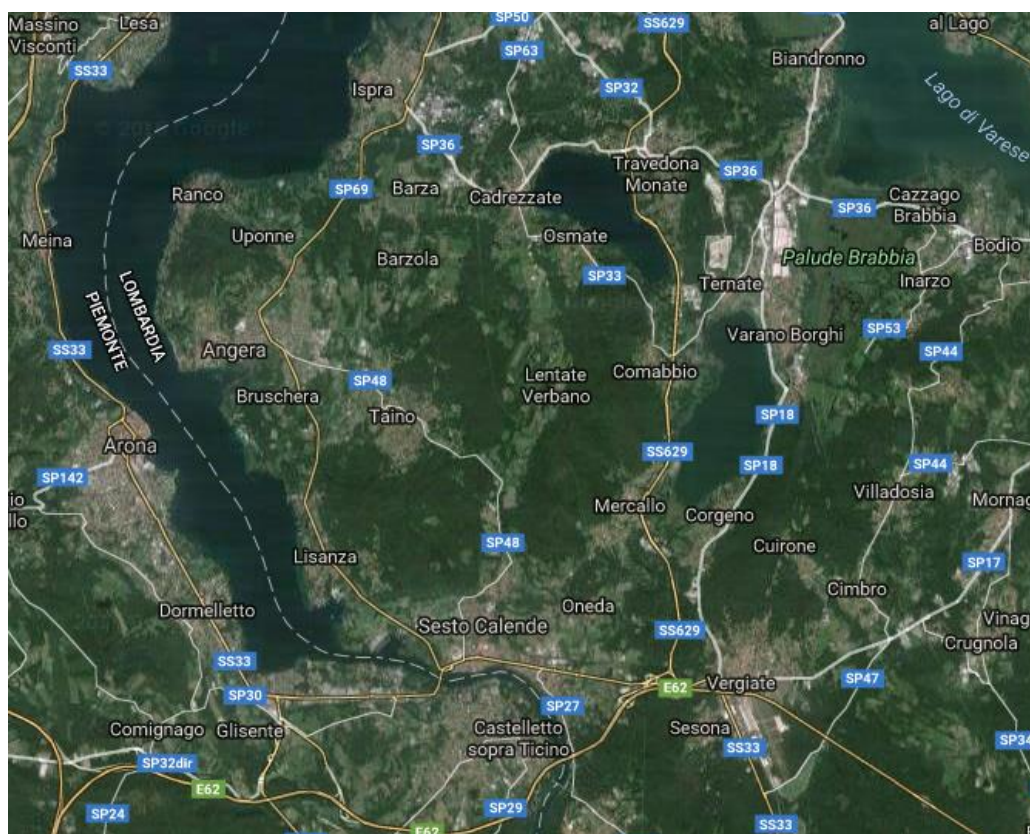 Massino
Visconti
Lesa
SP50
SS629
al Lago
SP63
Biandronno
SS33
Ispra
SP32
Lago di Varese
SP36
Travedona
Monate
SP36
Ranco
SP69
Barza
Cadrezzate
SP36
Cazzago
Brabbia
Meina
Uponne
Osmate
Bodio
Barzola
Palude Brabbia
SP33
Ternate
Inarzo
LOMBARDIA
PIEMONTE
SP53
Varano Borghi
SS33
Angera
SP44
SP48
Lentate
Verbano
Comabbio
Bruschera
Taino
SP18
Arona
SS629
SP18
SP44
SP142
Villadosia
io
llo
Mercallo
Mornag
Corgeno
SP48
Cuirone
Lisanza
SP17
Cimbro
Dormelletto
Oneda
Sesto Calende
SS629
Vinag
Crugnola
SS33
SP30
E62
Vergiate
SP47
SP27
Comignago
Glisente
Castelletto
sopra Ticino
Sesona
SS33
SP34
SP32dir
E62
SP24
SP29
E62
SS33